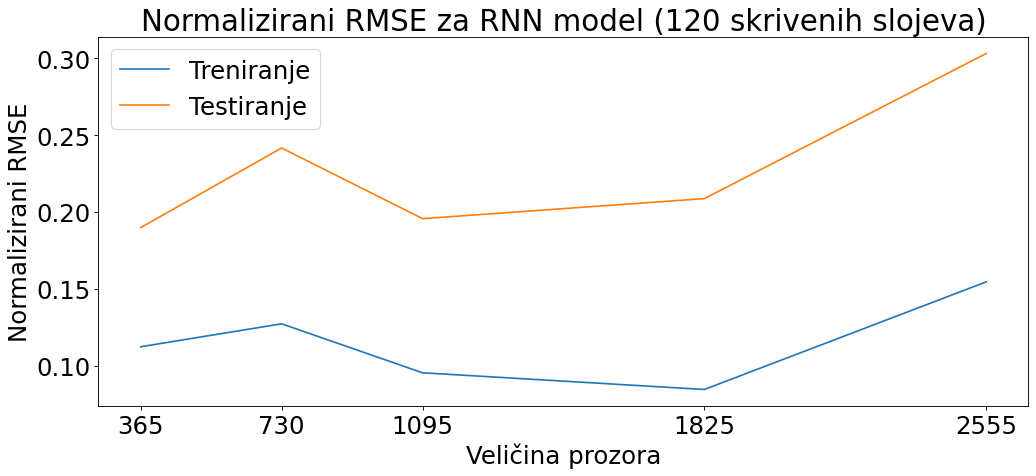 Normalizirani RMSE za RNN model (120 skrivenih slojeva)
Treniranje
Testiranje
Normalizirani RMSE
0.30
0.25
0.20
0.15
0.10
365 730 1095 1825 2555
Veličina prozora